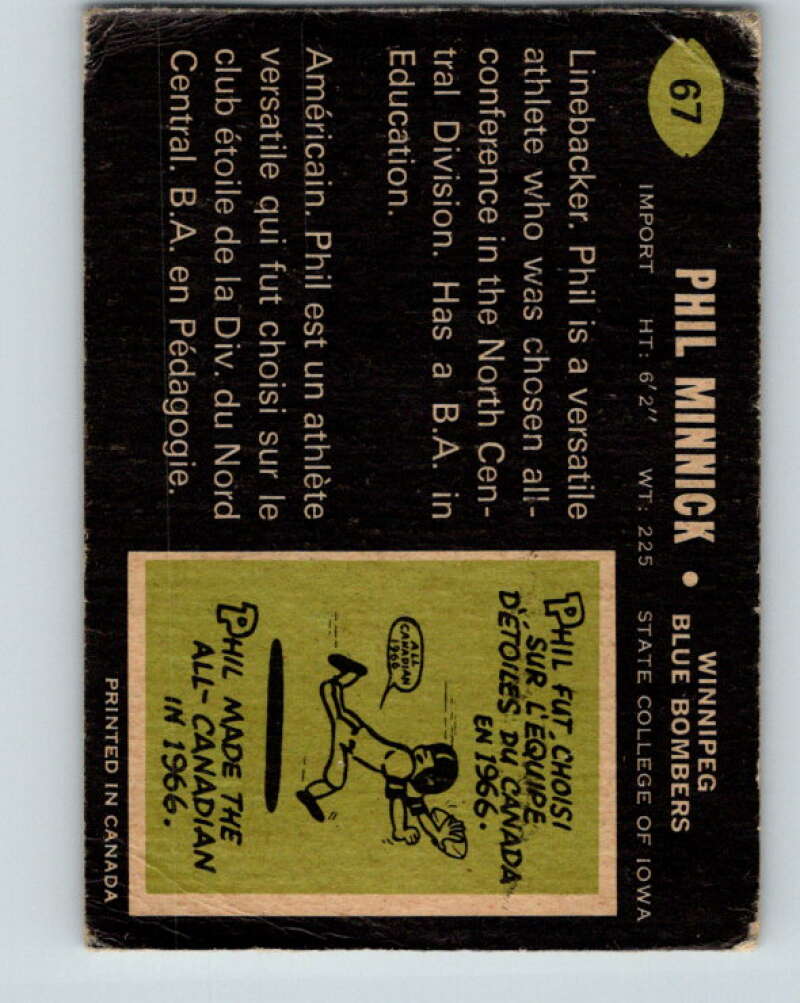 67
PHIL MINNICK • WINNIPEG
BLUE BOMBERS
IMPORT HT: 6'2" WT: 225 STATE COLLEGE OF IOWA
Linebacker. Phil is a versatile
athlete who was chosen all-
conference in the North Cen-
tral Division. Has a B.A. in
Education.
Américain. Phil est un athlète
versatile qui fut choisi sur le
club étoile de la Div. du Nord
Central. B.A. en Pédagogie.
PHIL FUT CHOISI
SUR L'EQUIPE
D'ÉTOILES DU CANADA
EN 1966.
ALL
CANADIAN
1966
PHIL MADE THE
ALL-CANADIAN
IN 1966.
PRINTED IN CANADA